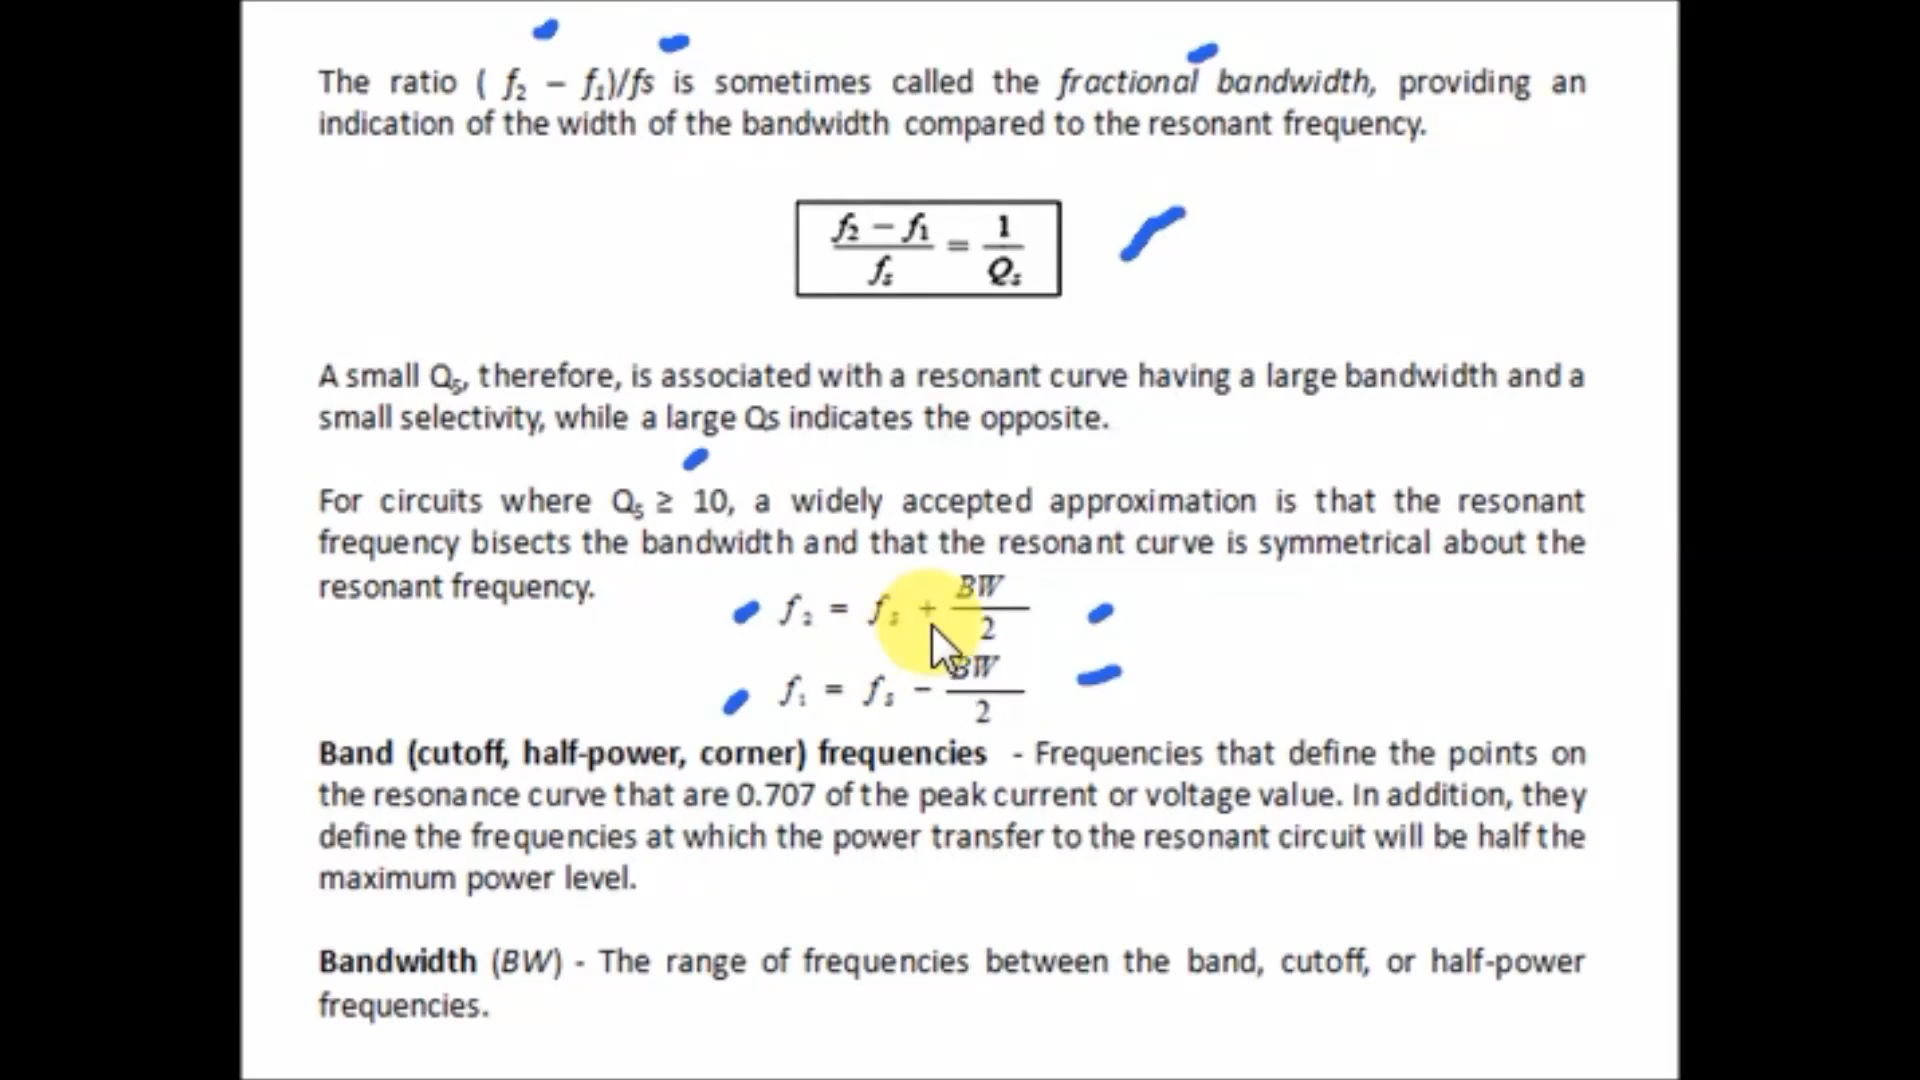 The ratio ( f₂ − f₁)/fs is sometimes called the fractional bandwidth, providing an
indication of the width of the bandwidth compared to the resonant frequency.
(f₂ − f₁)/fₛ = 1/Qₛ
A small Qₛ, therefore, is associated with a resonant curve having a large bandwidth and a
small selectivity, while a large Qs indicates the opposite.
For circuits where Qₛ ≥ 10, a widely accepted approximation is that the resonant
frequency bisects the bandwidth and that the resonant curve is symmetrical about the
resonant frequency.
f₂ = fₛ + BW/2
f₁ = fₛ − BW/2
Band (cutoff, half-power, corner) frequencies - Frequencies that define the points on
the resonance curve that are 0.707 of the peak current or voltage value. In addition, they
define the frequencies at which the power transfer to the resonant circuit will be half the
maximum power level.
Bandwidth (BW) - The range of frequencies between the band, cutoff, or half-power
frequencies.